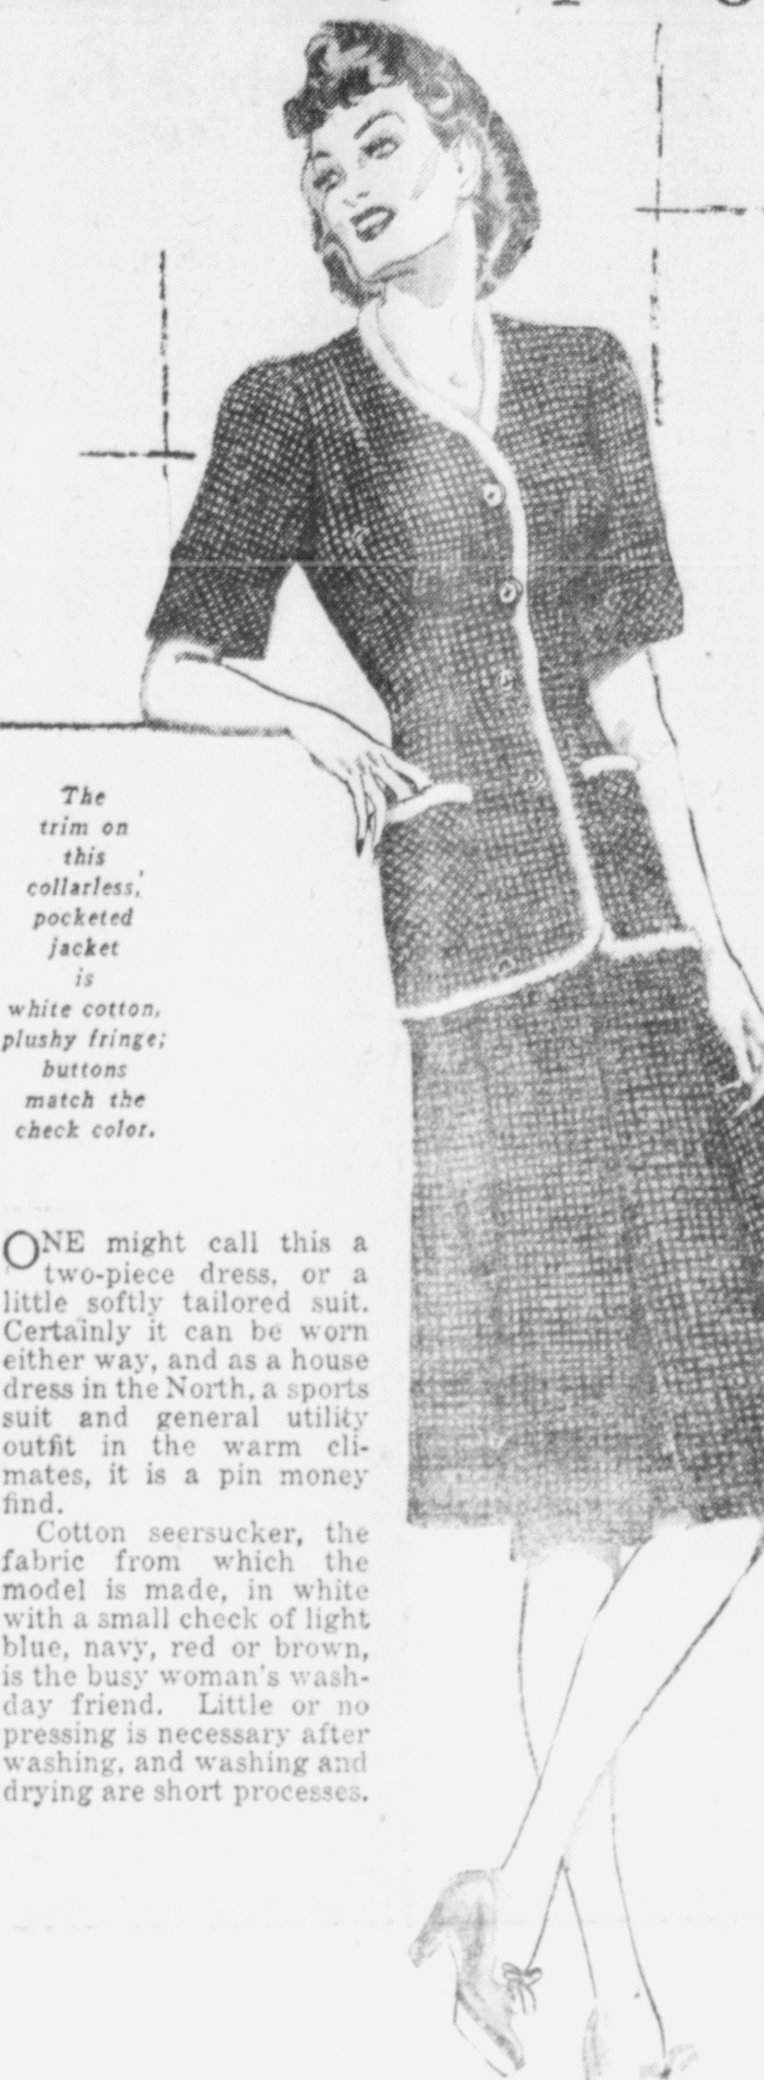 The
trim on
this
collarless,
pocketed
jacket
is
white cotton,
plushy fringe;
buttons
match the
check color.
ONE might call this a
two-piece dress, or a
little softly tailored suit.
Certainly it can be worn
either way, and as a house
dress in the North, a sports
suit and general utility
outfit in the warm cli-
mates, it is a pin money
find.
Cotton seersucker, the
fabric from which the
model is made, in white
with a small check of light
blue, navy, red or brown,
is the busy woman's wash-
day friend. Little or no
pressing is necessary after
washing, and washing and
drying are short processes.